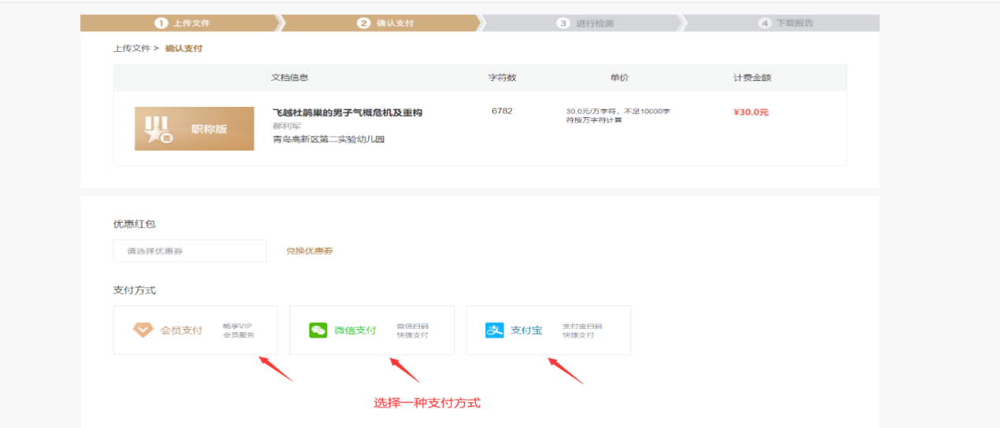 1 上传文件
2 确认支付
3 进行检测
4 下载报告
上传文件 > 确认支付
文档信息 字符数 单价 计费金额
职称版
飞越杜鹃巢的男子气概危机及重构 6782 30.0元/万字符，不足10000字
符按万字符计算 ¥30.0元
郝利军
青岛高新区第二实验幼儿园
优惠红包
请选择优惠券 兑换优惠券
支付方式
会员支付 畅享VIP
会员服务
微信支付 微信扫码
快捷支付
支付宝 支付宝扫码
快捷支付
选择一种支付方式